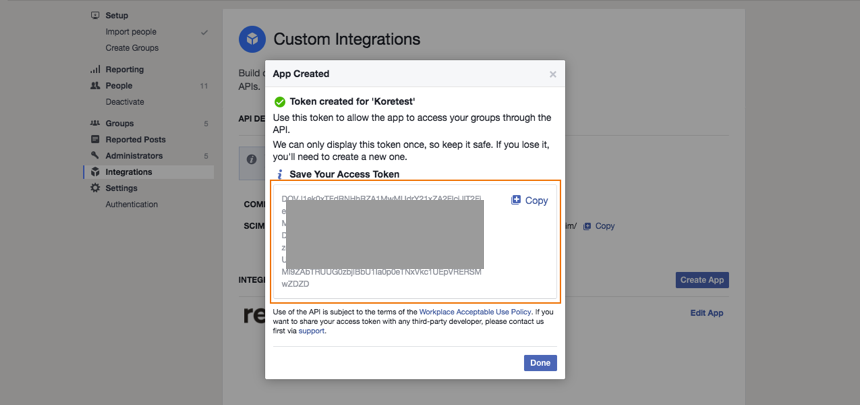 Setup
Import people
Create Groups
Reporting
People 11
Deactivate
Groups 5
Reported Posts
Administrators 5
Integrations
Settings
Authentication
Custom Integrations
Build
APIs.
API DE
COM
SCIM
im/ Copy
INTEG
Create App
re
Edit App
App Created
Token created for 'Koretest'
Use this token to allow the app to access your groups through the
API.
We can only display this token once, so keep it safe. If you lose it,
you'll need to create a new one.
Save Your Access Token
Copy
wZDZD
Use of the API is subject to the terms of the Workplace Acceptable Use Policy. If you
want to share your access token with any third-party developer, please contact us
first via support.
Done